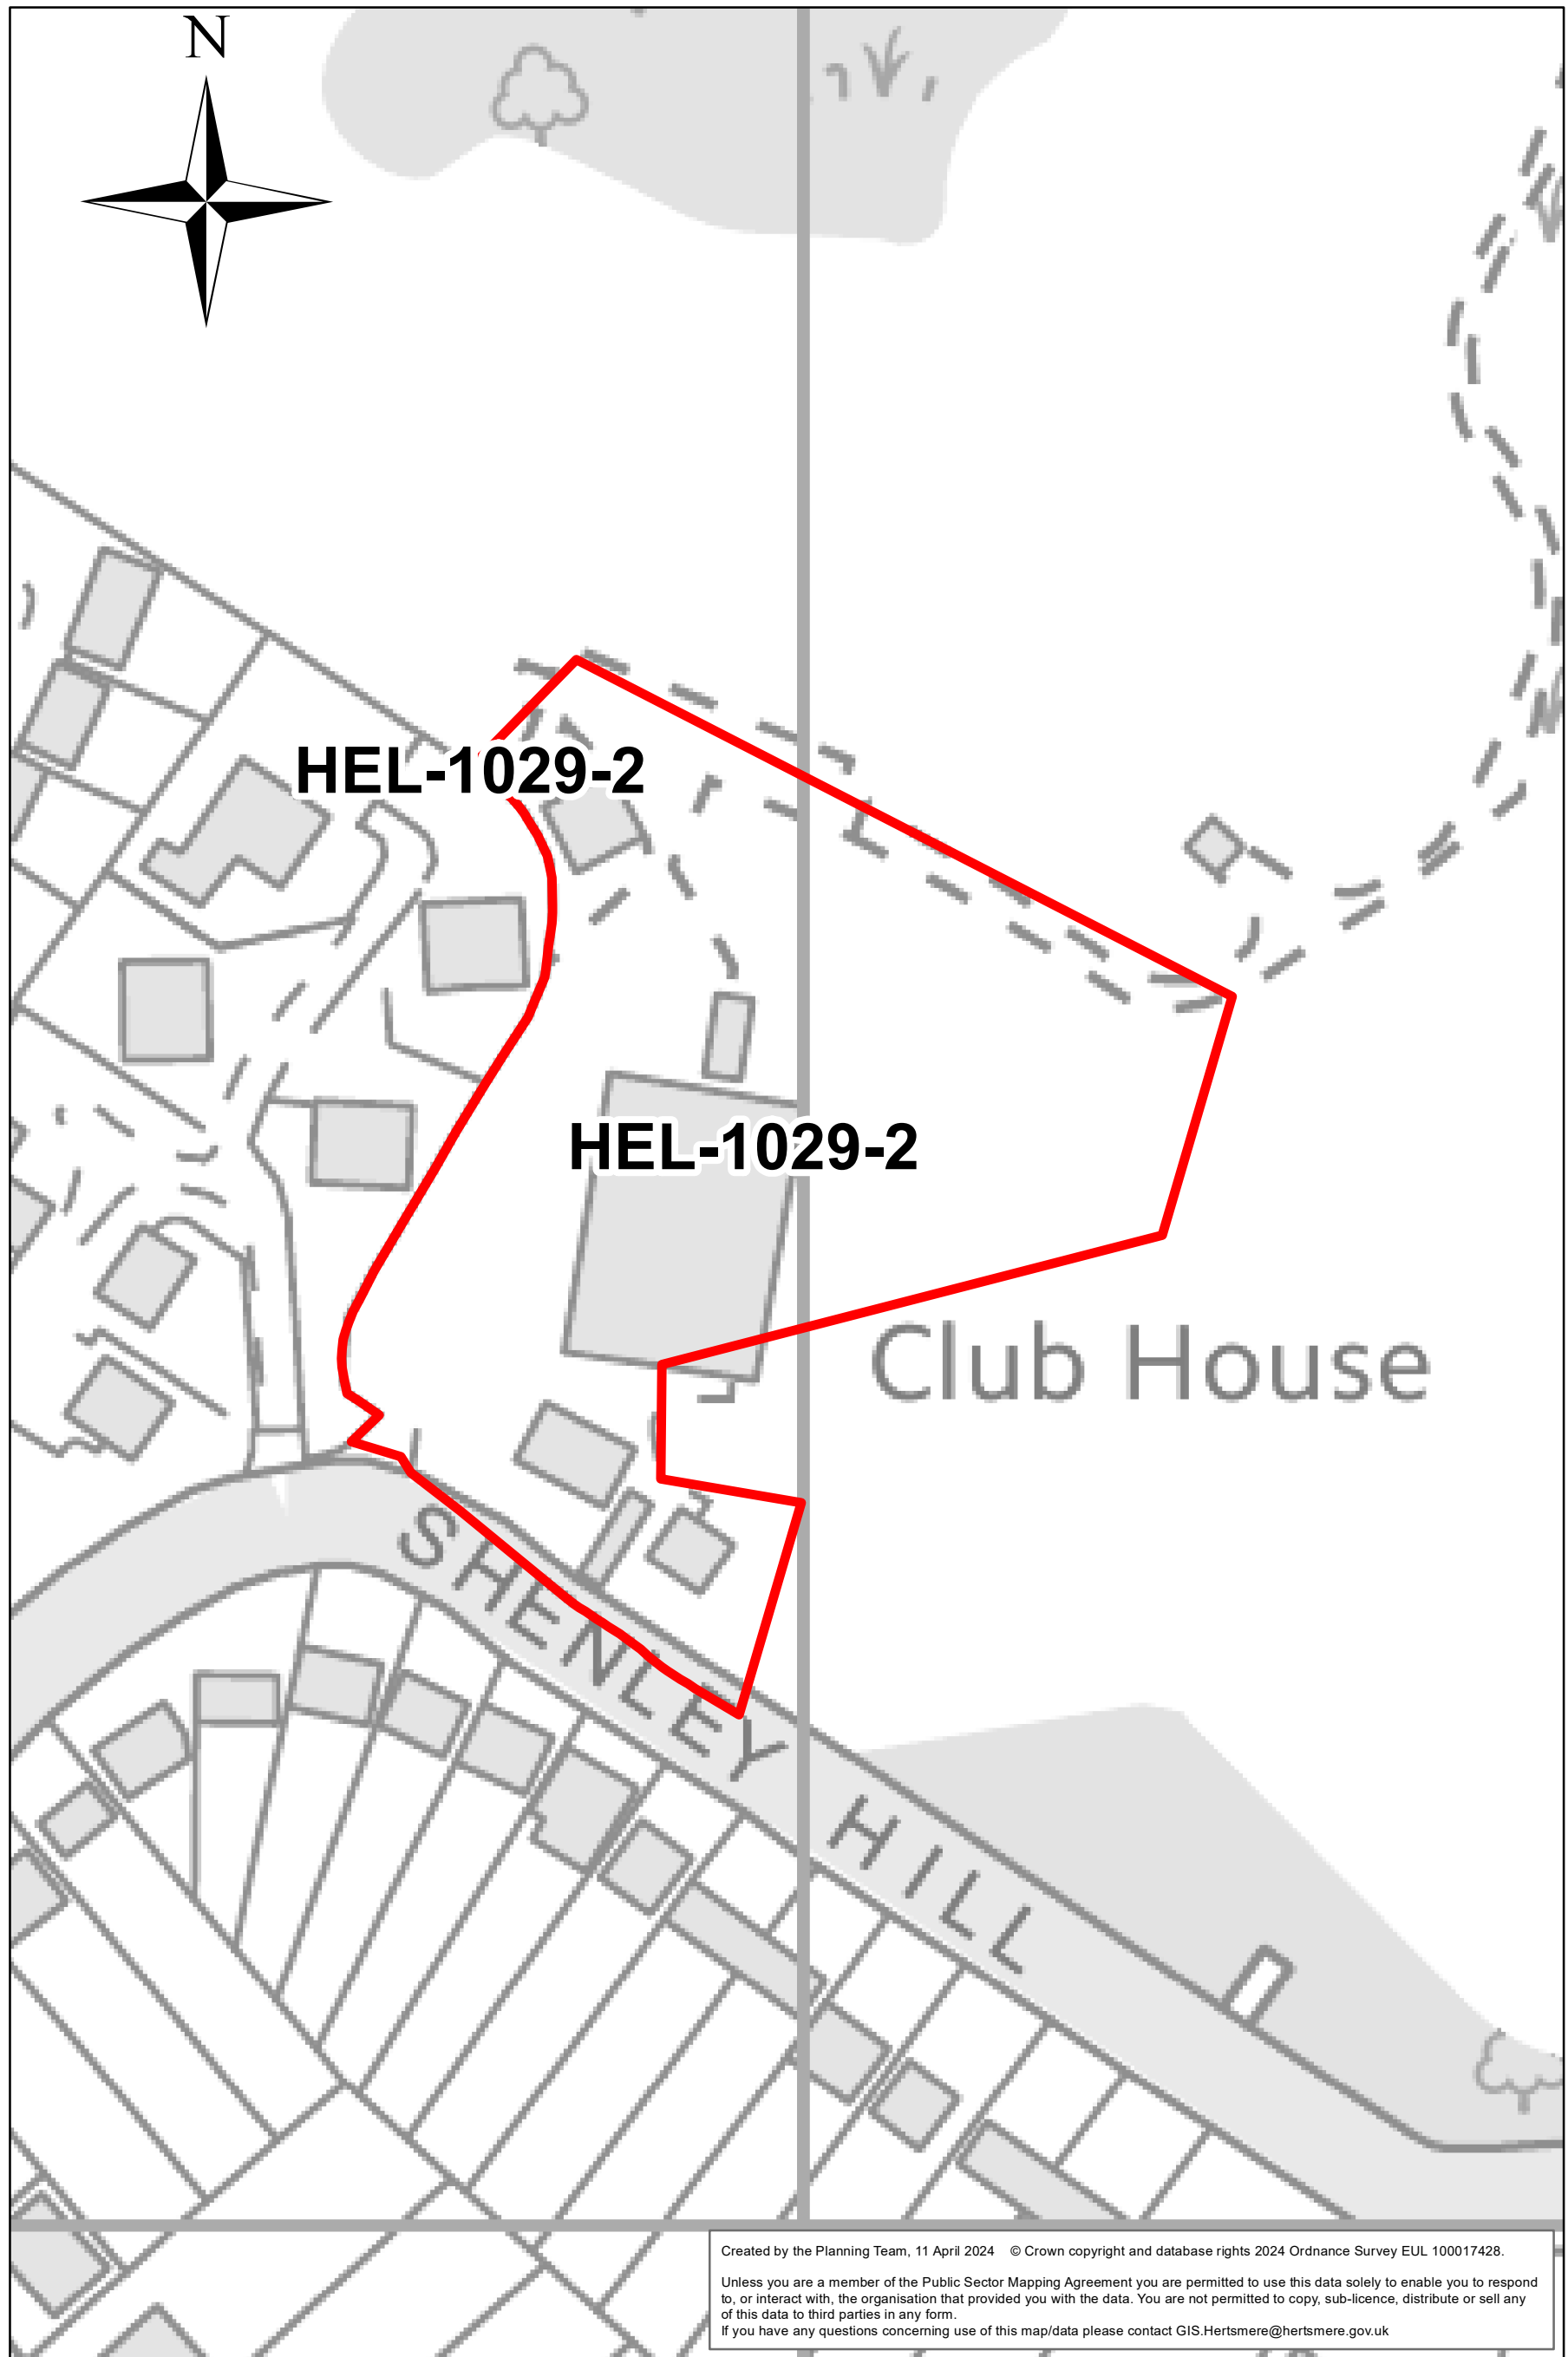 N
HEL-1029-2
HEL-1029-2
Club House
SHENLEY HILL
Created by the Planning Team, 11 April 2024 © Crown copyright and database rights 2024 Ordnance Survey EUL 100017428.
Unless you are a member of the Public Sector Mapping Agreement you are permitted to use this data solely to enable you to respond
to, or interact with, the organisation that provided you with the data. You are not permitted to copy, sub-licence, distribute or sell any
of this data to third parties in any form.
If you have any questions concerning use of this map/data please contact GIS.Hertsmere@hertsmere.gov.uk